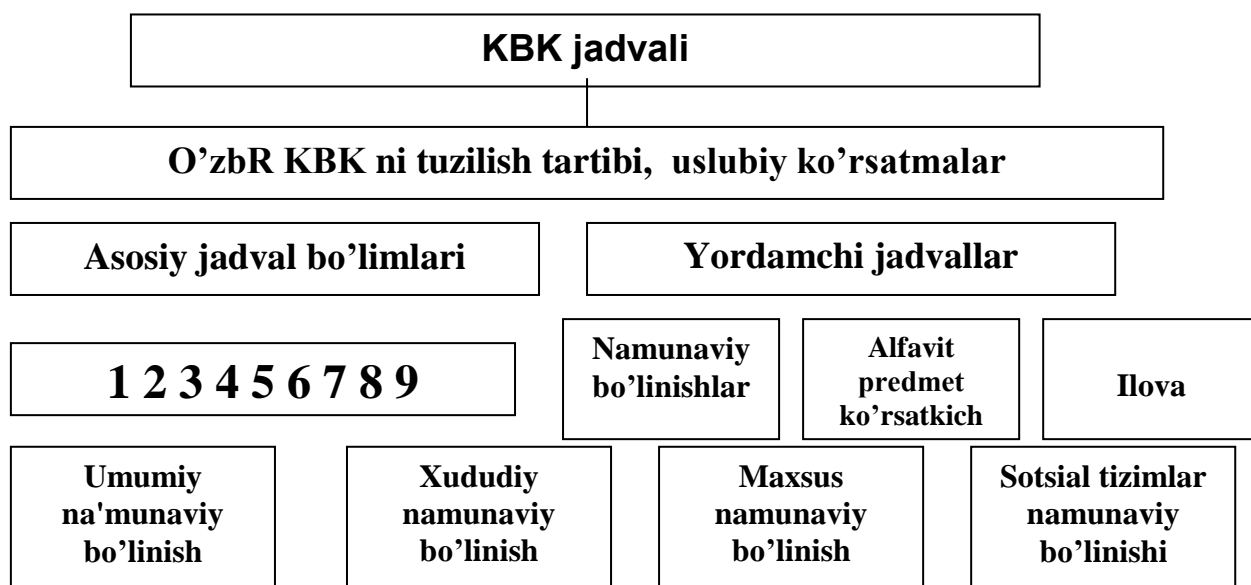 KBK jadvali
O’zbR KBK ni tuzilish tartibi, uslubiy ko’rsatmalar
Asosiy jadval bo’limlari
Yordamchi jadvallar
1 2 3 4 5 6 7 8 9
Namunaviy
bo’linishlar
Alfavit
predmet
ko’rsatkich
Ilova
Umumiy
na'munaviy
bo’linish
Xududiy
namunaviy
bo’linish
Maxsus
namunaviy
bo’linish
Sotsial tizimlar
namunaviy
bo’linishi